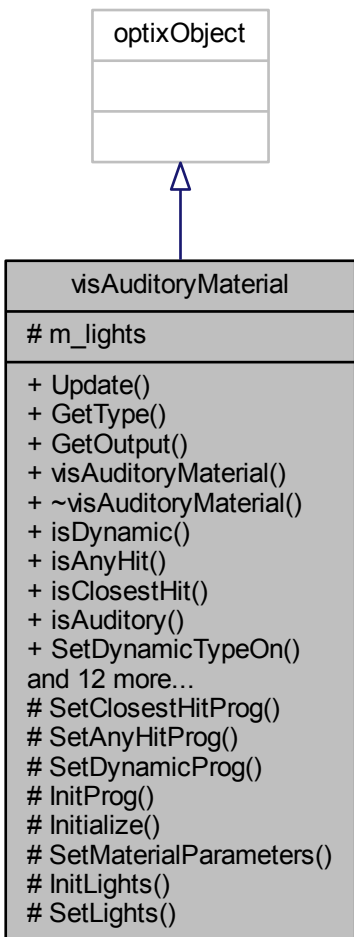 optixObject
visAuditoryMaterial
# m_lights
+ Update()
+ GetType()
+ GetOutput()
+ visAuditoryMaterial()
+ ~visAuditoryMaterial()
+ isDynamic()
+ isAnyHit()
+ isClosestHit()
+ isAuditory()
+ SetDynamicTypeOn()
and 12 more...
# SetClosestHitProg()
# SetAnyHitProg()
# SetDynamicProg()
# InitProg()
# Initialize()
# SetMaterialParameters()
# InitLights()
# SetLights()